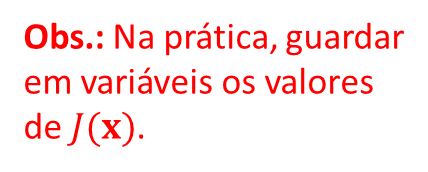 Obs.: Na prática, guardar
em variáveis os valores
de J(x).